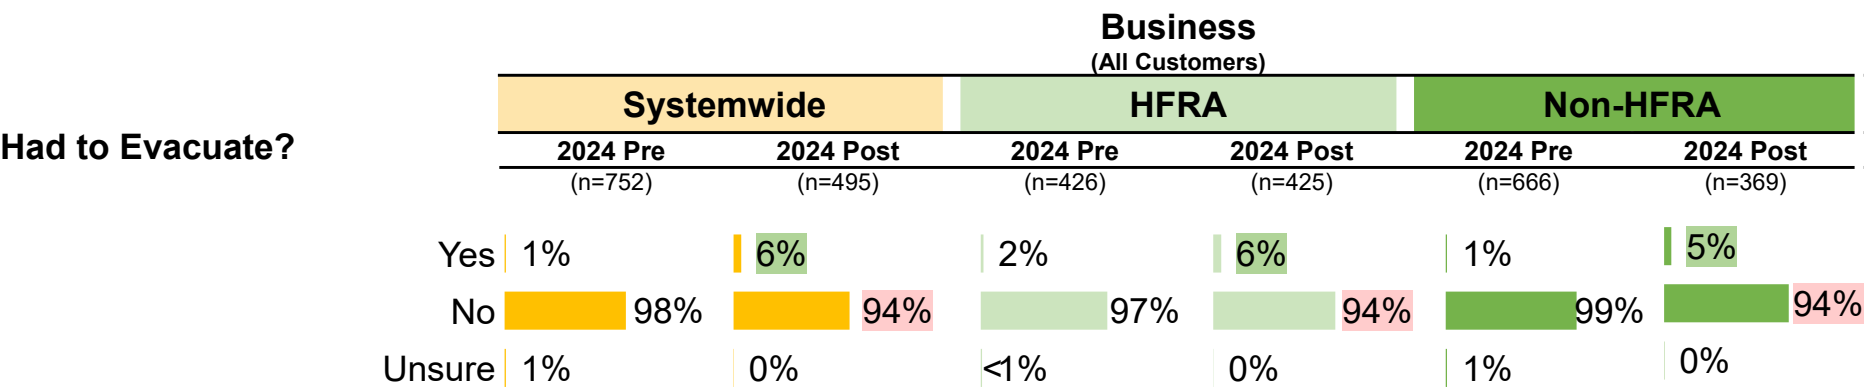 Business
(All Customers)
Systemwide HFRA Non-HFRA
Had to Evacuate?
2024 Pre 2024 Post 2024 Pre 2024 Post 2024 Pre 2024 Post
(n=752) (n=495) (n=426) (n=425) (n=666) (n=369)
Yes 1% 6% 2% 6% 1% 5%
No 98% 94% 97% 94% 99% 94%
Unsure 1% 0% <1% 0% 1% 0%